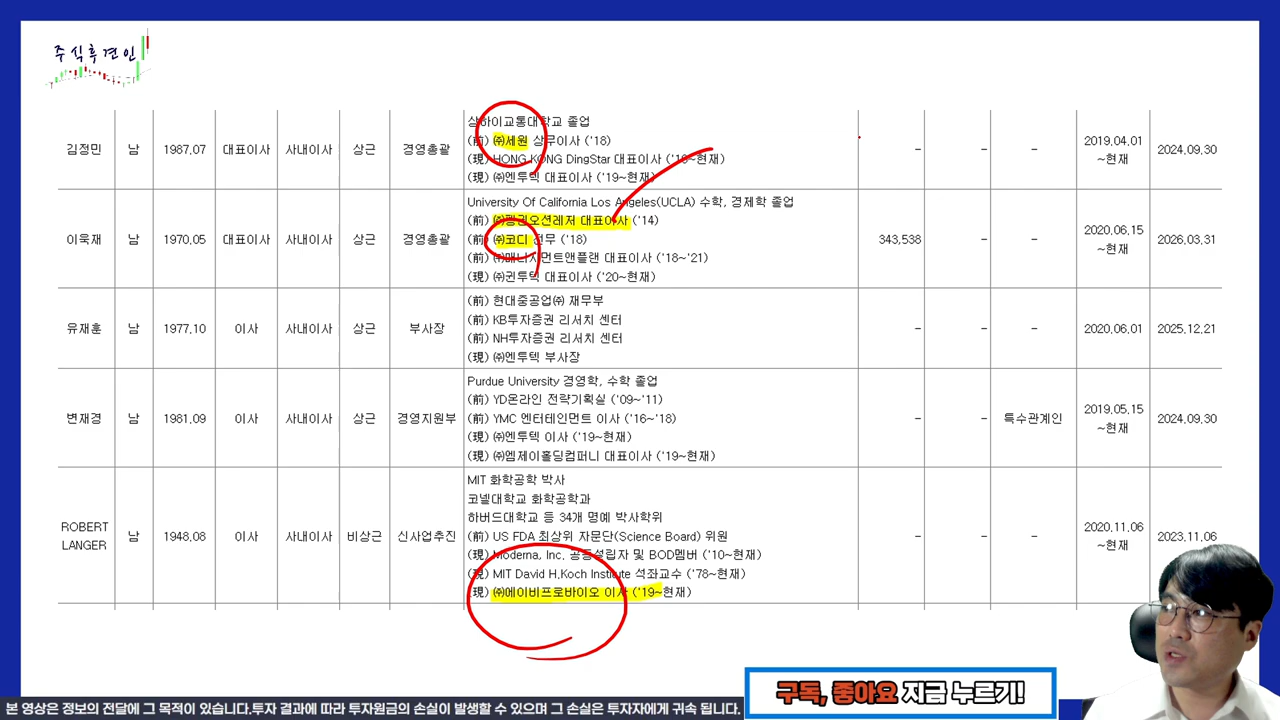 주식후견인
상하이교통대학교 졸업
김정민 남 1987.07 대표이사 사내이사 상근 경영총괄 (前) ㈜세원 상무이사 ('18) - - - 2019.04.01 ~현재 2024.09.30
(現) HONG KONG DingStar 대표이사 ('16~현재)
(現) ㈜엔투텍 대표이사 ('19~현재)
University Of California Los Angeles(UCLA) 수학, 경제학 졸업
(前) ㈜펭귄오션레저 대표이사 ('14)
이욱재 남 1970.05 대표이사 사내이사 상근 경영총괄 (前) ㈜코디 전무 ('18) 343,538 - - 2020.06.15 ~현재 2026.03.31
(前) ㈜매니지먼트앤플랜 대표이사 ('18~'21)
(現) ㈜퀸투텍 대표이사 ('20~현재)
(前) 현대중공업㈜ 재무부
(前) KB투자증권 리서치 센터
유재훈 남 1977.10 이사 사내이사 상근 부사장 (前) NH투자증권 리서치 센터 - - - 2020.06.01 2025.12.21
(現) ㈜엔투텍 부사장
Purdue University 경영학, 수학 졸업
(前) YD온라인 전략기획실 ('09~'11)
변재경 남 1981.09 이사 사내이사 상근 경영지원부 (前) YMC 엔터테인먼트 이사 ('16~'18) - - 특수관계인 2019.05.15 ~현재 2024.09.30
(現) ㈜엔투텍 이사 ('19~현재)
(現) ㈜엠제이홀딩컴퍼니 대표이사 ('19~현재)
MIT 화학공학 박사
코넬대학교 화학공학과
하버드대학교 등 34개 명예 박사학위
ROBERT LANGER 남 1948.08 이사 사내이사 비상근 신사업추진 (前) US FDA 최상위 자문단(Science Board) 위원 - - - 2020.11.06 ~현재 2023.11.06
(現) Moderna, Inc. 공동설립자 및 BOD멤버 ('10~현재)
(現) MIT David H.Koch Institute 석좌교수 ('78~현재)
(現) ㈜에이비프로바이오 이사 ('19~현재)
구독, 좋아요 지금 누르기!
본 영상은 정보의 전달에 그 목적이 있습니다.투자 결과에 따라 투자원금의 손실이 발생할 수 있으며 그 손실은 투자자에게 귀속 됩니다.